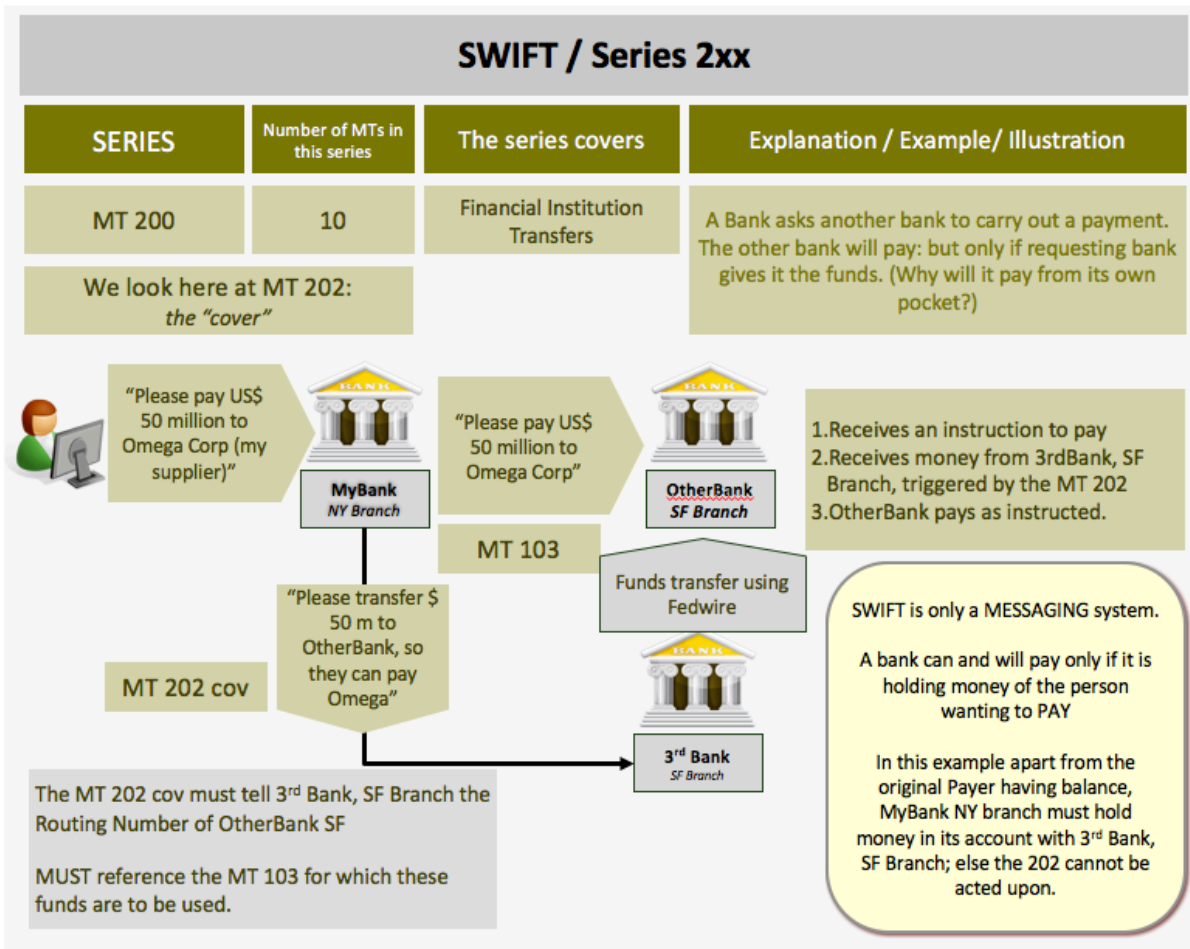 SWIFT / Series 2xx
SERIES
Number of MTs in
this series
The series covers
Explanation / Example/ Illustration
MT 200
10
Financial Institution
Transfers
A Bank asks another bank to carry out a payment.
The other bank will pay: but only if requesting bank
gives it the funds. (Why will it pay from its own
pocket?)
We look here at MT 202:
the “cover”
“Please pay US$
50 million to
Omega Corp (my
supplier)”
BANK
MyBank
NY Branch
“Please pay US$
50 million to
Omega Corp”
MT 103
BANK
OtherBank
SF Branch
1.Receives an instruction to pay
2.Receives money from 3rdBank, SF
Branch, triggered by the MT 202
3.OtherBank pays as instructed.
“Please transfer $
50 m to
OtherBank, so
they can pay
Omega”
MT 202 cov
Funds transfer using
Fedwire
BANK
3rd Bank
SF Branch
The MT 202 cov must tell 3rd Bank, SF Branch the
Routing Number of OtherBank SF
MUST reference the MT 103 for which these
funds are to be used.
SWIFT is only a MESSAGING system.
A bank can and will pay only if it is
holding money of the person
wanting to PAY
In this example apart from the
original Payer having balance,
MyBank NY branch must hold
money in its account with 3rd Bank,
SF Branch; else the 202 cannot be
acted upon.